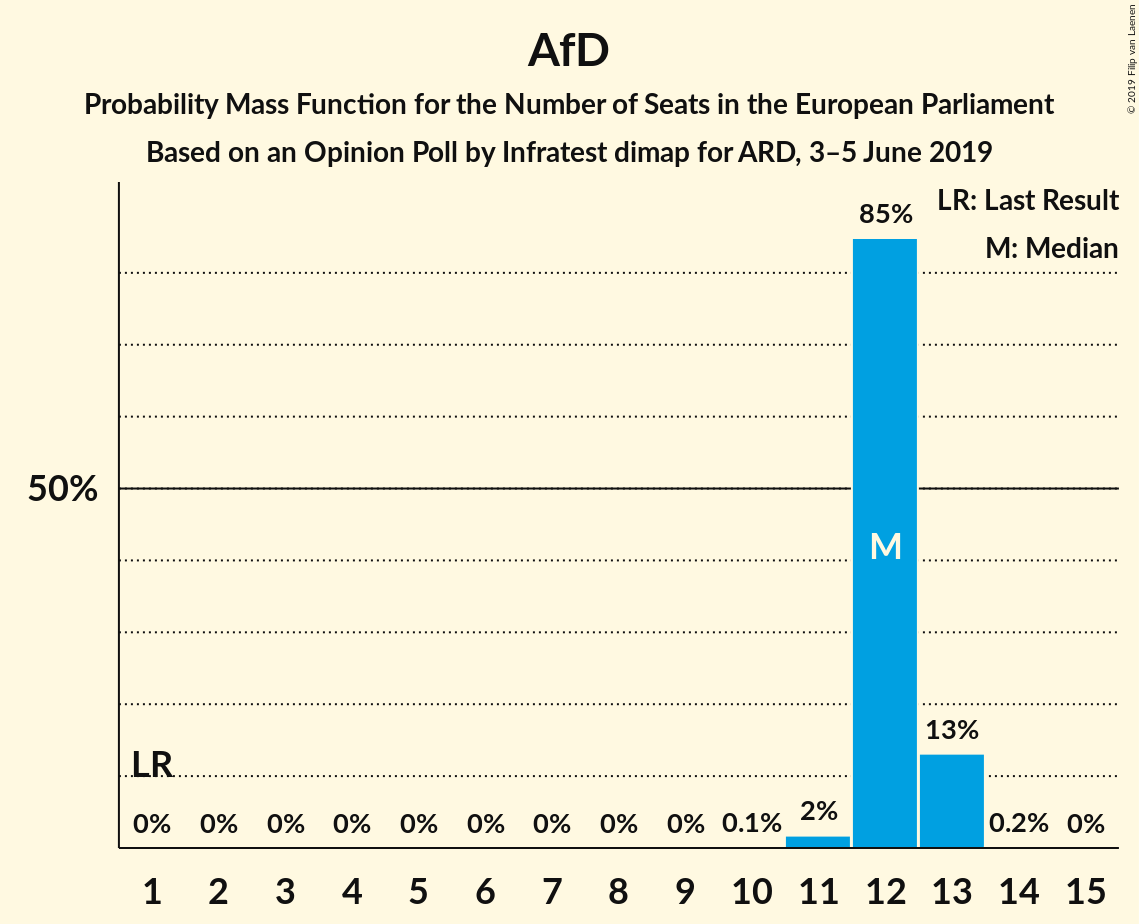 AfD
Probability Mass Function for the Number of Seats in the European Parliament
Based on an Opinion Poll by Infratest dimap for ARD, 3–5 June 2019
© 2019 Filip van Laenen
LR: Last Result
M: Median
85%
50%
M
13%
LR
0% 0% 0% 0% 0% 0% 0% 0% 0% 0.1% 2% 0.2% 0%
1 2 3 4 5 6 7 8 9 10 11 12 13 14 15